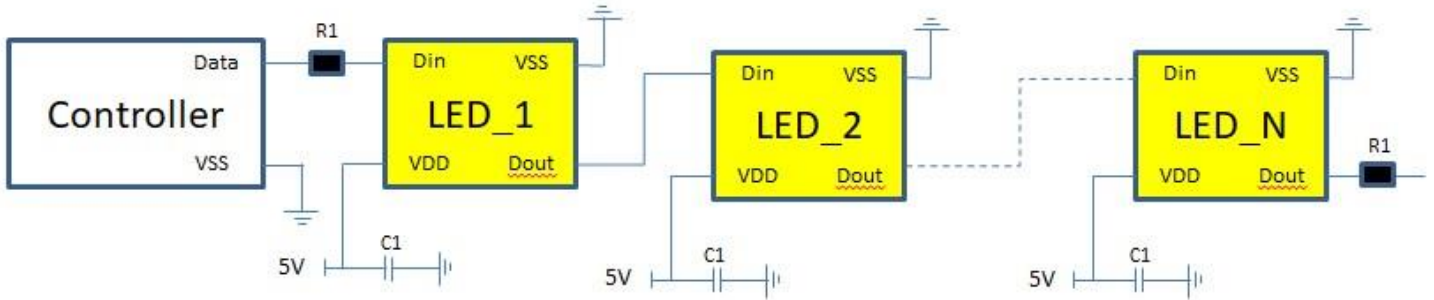 R1
Data
Controller
VSS
Din
VSS
LED_1
VDD
Dout
C1
5V
Din
VSS
LED_2
VDD
Dout
C1
5V
Din
VSS
LED_N
VDD
Dout
R1
C1
5V